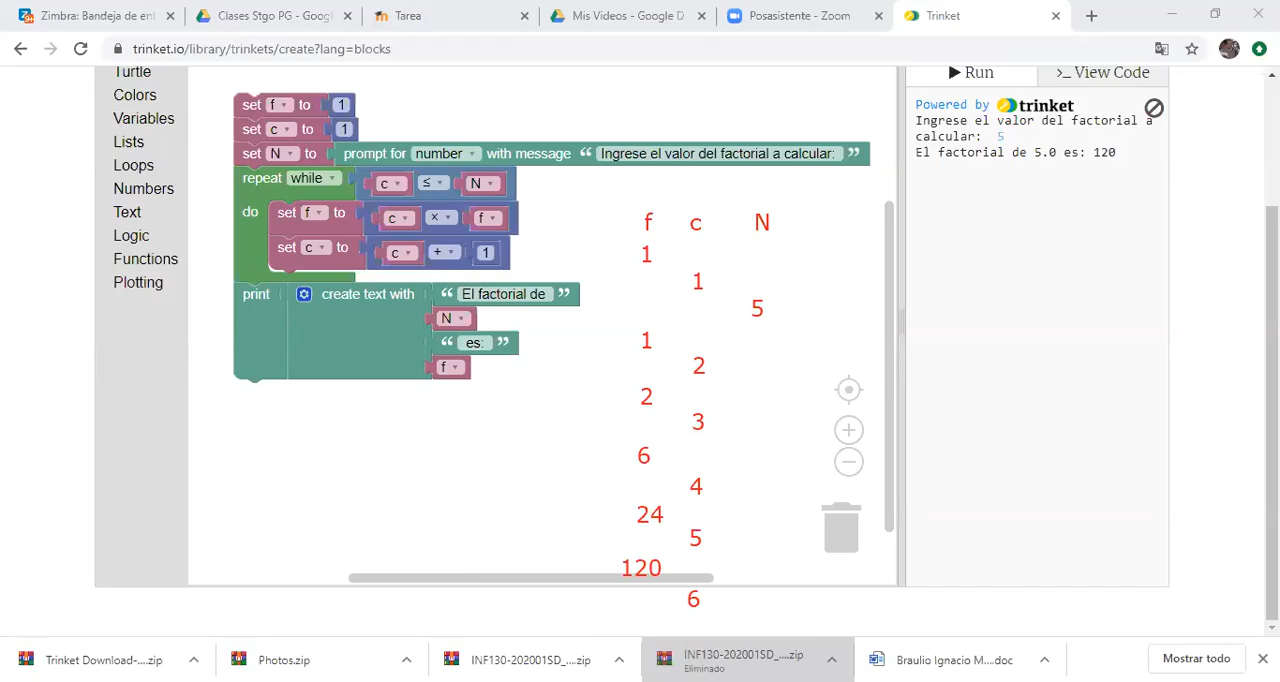 Zimbra: Bandeja de ent
Clases Stgo PG - Goog
Tarea
Mis Videos - Google D
Posasistente - Zoom
Trinket
trinket.io/library/trinkets/create?lang=blocks
Turtle
Colors
Variables
Lists
Loops
Numbers
Text
Logic
Functions
Plotting
set f to 1
set c to 1
set N to prompt for number with message “ Ingrese el valor del factorial a calcular: ”
repeat while c ≤ N
do set f to c × f
set c to c + 1
print create text with “ El factorial de ”
N
“ es: ”
f
f c N
1
1
5
1
2
2
3
6
4
24
5
120
6
Run >_ View Code
Powered by trinket
Ingrese el valor del factorial a
calcular: 5
El factorial de 5.0 es: 120
Trinket Download-....zip
Photos.zip
INF130-202001SD_....zip
INF130-202001SD_....zip
Eliminado
Braulio Ignacio M....doc
Mostrar todo